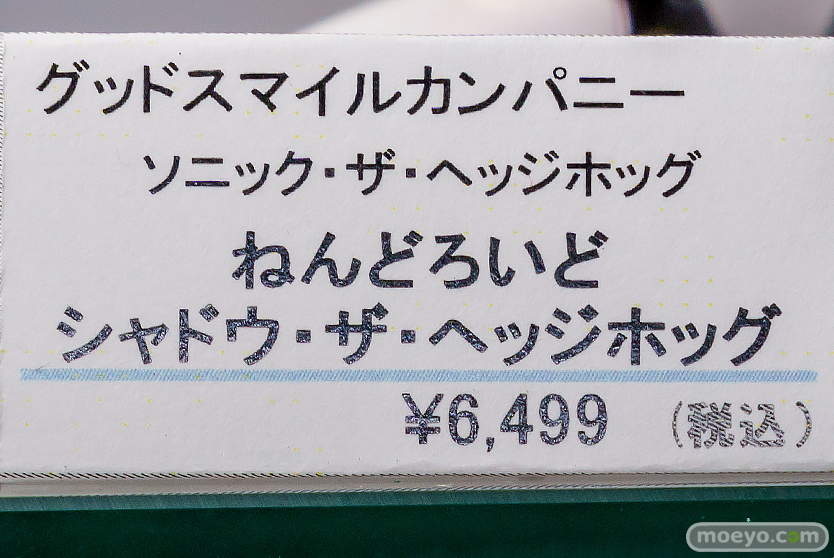 グッドスマイルカンパニー
ソニック・ザ・ヘッジホッグ
ねんどろいど
シャドウ・ザ・ヘッジホッグ
¥6,499 (税込)
moeyo.com